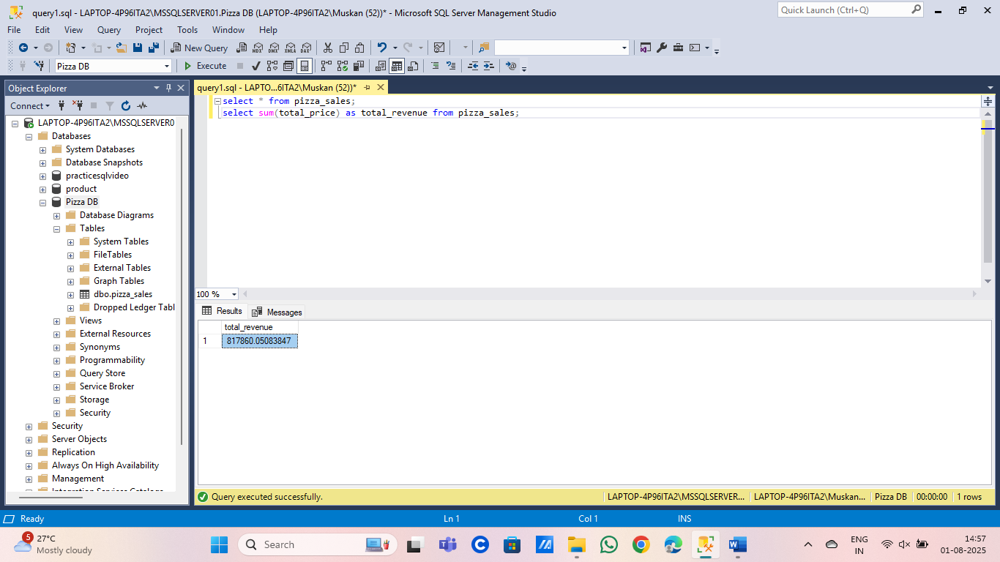 query1.sql - LAPTOP-4P96ITA2\MSSQLSERVER01.Pizza DB (LAPTOP-4P96ITA2\Muskan (52))* - Microsoft SQL Server Management Studio
Quick Launch (Ctrl+Q)
File Edit View Query Project Tools Window Help
New Query MDX DMX XMLA DAX
Pizza DB Execute
Object Explorer
query1.sql - LAPTO...6ITA2\Muskan (52))*
Connect
LAPTOP-4P96ITA2\MSSQLSERVER0
Databases
System Databases
Database Snapshots
practicesqlvideo
product
Pizza DB
Database Diagrams
Tables
System Tables
FileTables
External Tables
Graph Tables
dbo.pizza_sales
Dropped Ledger Tabl
Views
External Resources
Synonyms
Programmability
Query Store
Service Broker
Storage
Security
Security
Server Objects
Replication
Always On High Availability
Management
Integration Services Catalogs
select * from pizza_sales;
select sum(total_price) as total_revenue from pizza_sales;
100 %
Results Messages
total_revenue
1 817860.05083847
Query executed successfully.
LAPTOP-4P96ITA2\MSSQLSERVER... LAPTOP-4P96ITA2\Muskan... Pizza DB 00:00:00 1 rows
Ready Ln 1 Col 1 INS
5
27°C
Mostly cloudy
Search
ENG
IN
14:57
01-08-2025